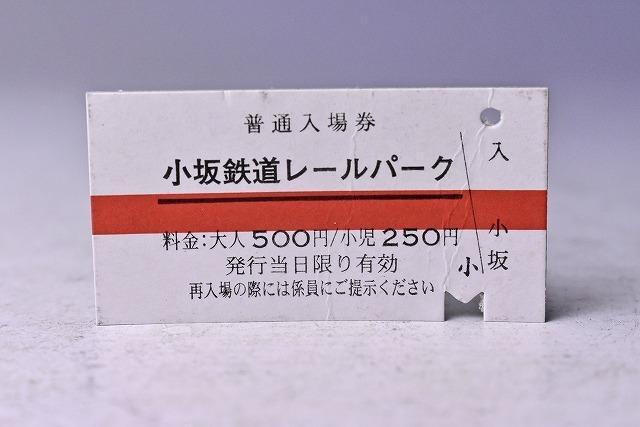 普通入場券
小坂鉄道レールパーク
料金:大人500円/小児250円
発行当日限り有効
再入場の際には係員にご提示ください
小
入
小坂